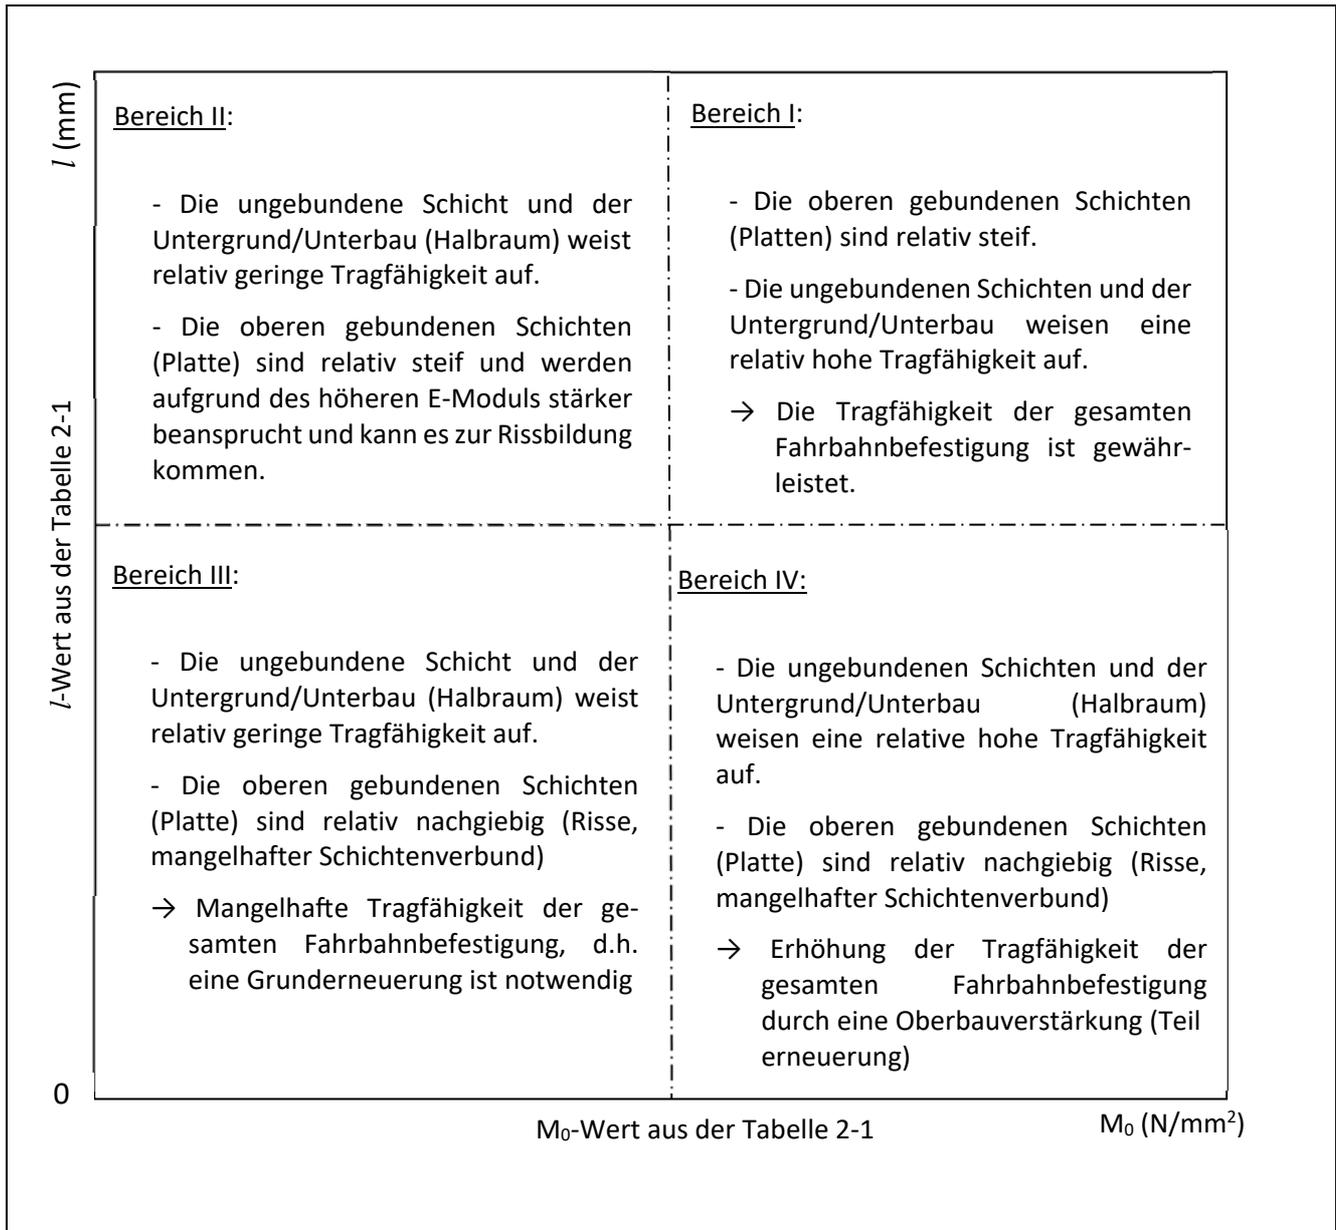 l (mm)
l-Wert aus der Tabelle 2-1
Bereich II:
- Die ungebundene Schicht und der
Untergrund/Unterbau (Halbraum) weist
relativ geringe Tragfähigkeit auf.
- Die oberen gebundenen Schichten
(Platte) sind relativ steif und werden
aufgrund des höheren E-Moduls stärker
beansprucht und kann es zur Rissbildung
kommen.
Bereich I:
- Die oberen gebundenen Schichten
(Platten) sind relativ steif.
- Die ungebundenen Schichten und der
Untergrund/Unterbau weisen eine
relativ hohe Tragfähigkeit auf.
→ Die Tragfähigkeit der gesamten
Fahrbahnbefestigung ist gewähr-
leistet.
Bereich III:
- Die ungebundene Schicht und der
Untergrund/Unterbau (Halbraum) weist
relativ geringe Tragfähigkeit auf.
- Die oberen gebundenen Schichten
(Platte) sind relativ nachgiebig (Risse,
mangelhafter Schichtenverbund)
→ Mangelhafte Tragfähigkeit der ge-
samten Fahrbahnbefestigung, d.h.
eine Grunderneuerung ist notwendig
Bereich IV:
- Die ungebundenen Schichten und der
Untergrund/Unterbau (Halbraum)
weisen eine relative hohe Tragfähigkeit
auf.
- Die oberen gebundenen Schichten
(Platte) sind relativ nachgiebig (Risse,
mangelhafter Schichtenverbund)
→ Erhöhung der Tragfähigkeit der
gesamten Fahrbahnbefestigung
durch eine Oberbauverstärkung (Teil
erneuerung)
0
M₀-Wert aus der Tabelle 2-1
M₀ (N/mm²)